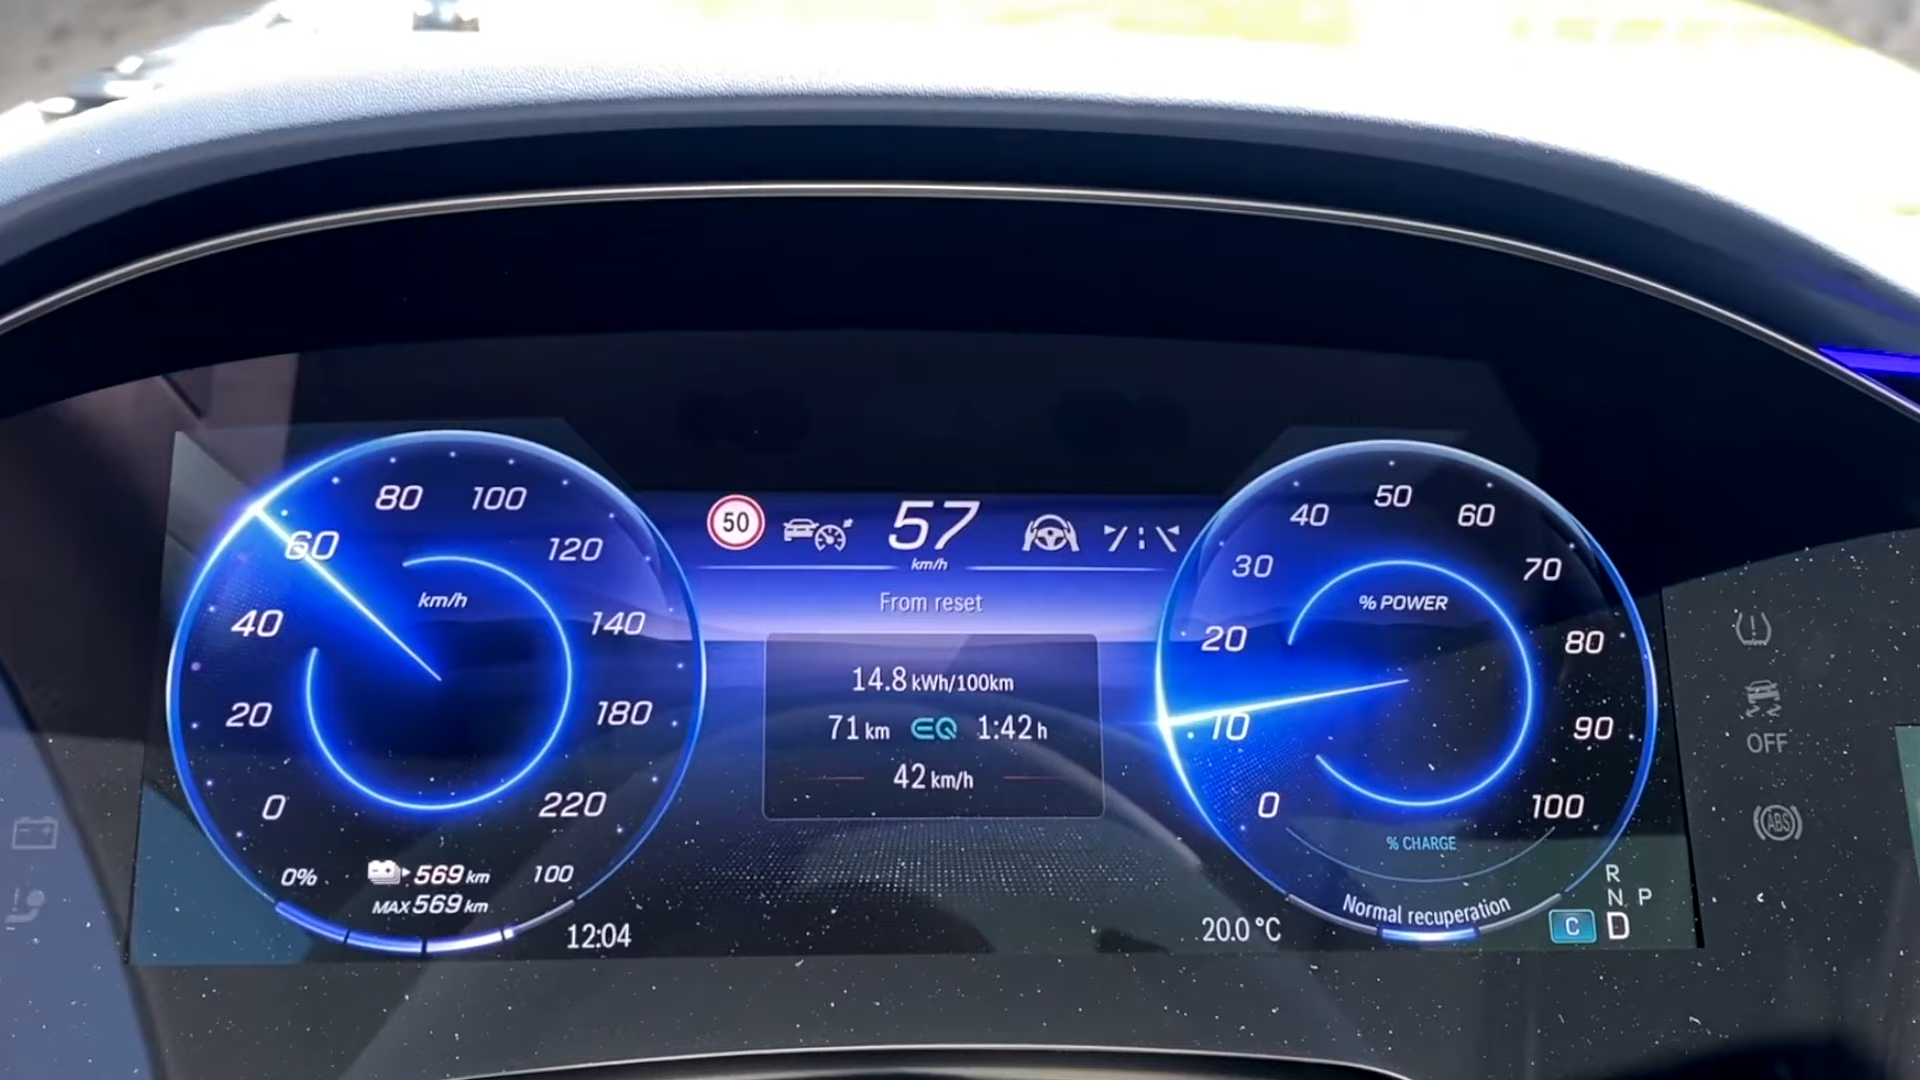 50
57
km/h
From reset
14.8 kWh/100km
71 km EQ 1:42 h
42 km/h
0
20
40
60
80
100
120
140
180
220
km/h
0%
569 km
100
MAX 569 km
12:04
0
10
20
30
40
50
60
70
80
90
100
% POWER
% CHARGE
Normal recuperation
20.0 °C
R
N P
C D
OFF
ABS